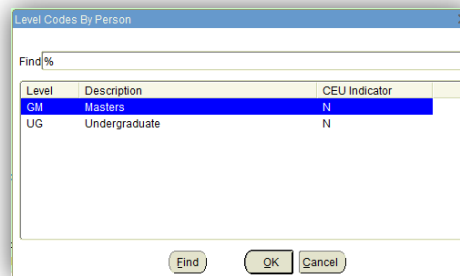 Level Codes By Person
Find %
Level Description CEU Indicator
GM Masters N
UG Undergraduate N
Find OK Cancel